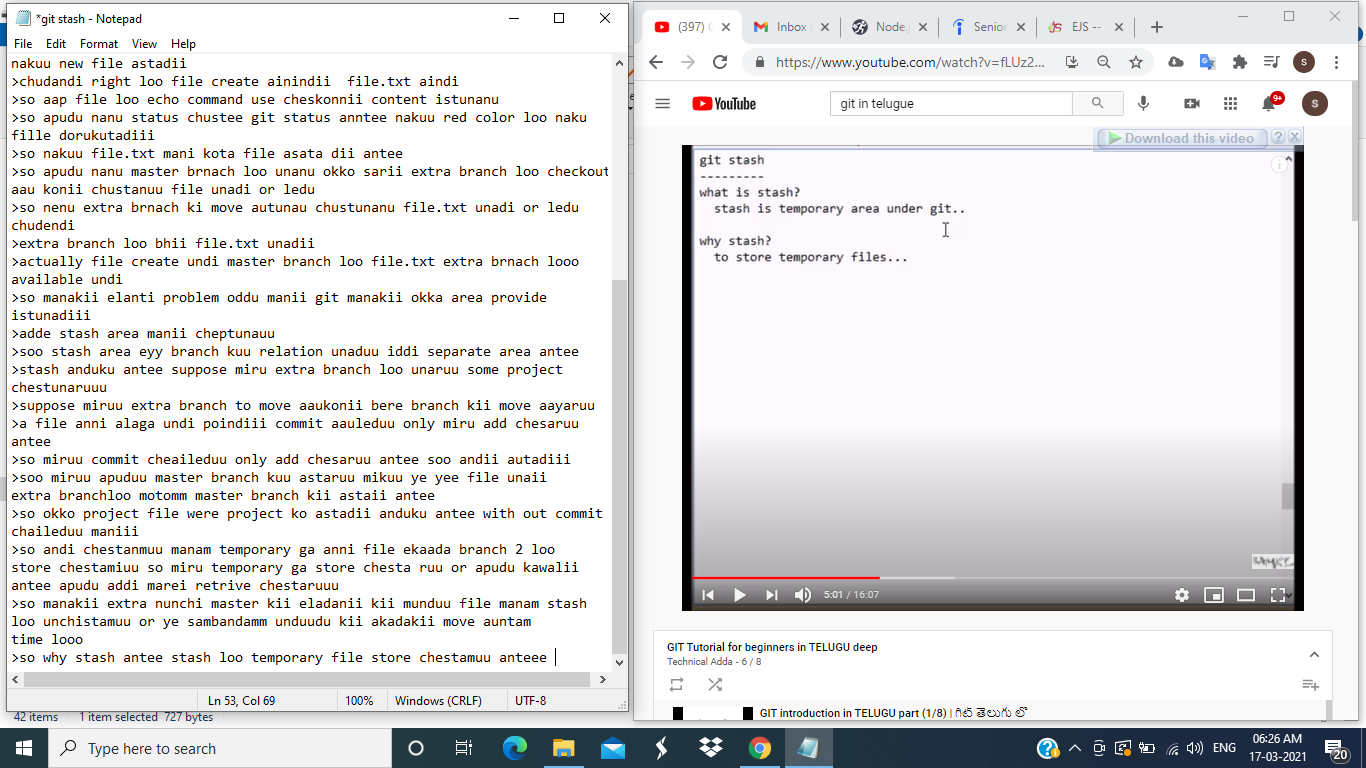 *git stash - Notepad
File Edit Format View Help
nakuu new file astadii
>chudandi right loo file create ainindii  file.txt aindi
>so aap file loo echo command use cheskonnii content istunanu
>so apudu nanu status chustee git status anntee nakuu red color loo naku
fille dorukutadiii
>so nakuu file.txt mani kota file asata dii antee
>so apudu nanu master brnach loo unanu okko sarii extra branch loo checkout
aau konii chustanuu file unadi or ledu
>so nenu extra brnach ki move autunau chustunanu file.txt unadi or ledu
chudendi
>extra branch loo bhii file.txt unadii
>actually file create undi master branch loo file.txt extra brnach looo
available undi
>so manakii elanti problem oddu manii git manakii okka area provide
istunadiii
>adde stash area manii cheptunauu
>soo stash area eyy branch kuu relation unaduu iddi separate area antee
>stash anduku antee suppose miru extra branch loo unaruu some project
chestunaruuu
>suppose miruu extra branch to move aaukonii bere branch kii move aayaruu
>a file anni alaga undi poindiii commit aauleduu only miru add chesaruu
antee
>so miruu commit cheaileduu only add chesaruu antee soo andii autadiii
>soo miruu apuduu master branch kuu astaruu mikuu ye yee file unaii
extra branchloo motomm master branch kii astaii antee
>so okko project file were project ko astadii anduku antee with out commit
chaileduu maniii
>so andi chestanmuu manam temporary ga anni file ekaada branch 2 loo
store chestamiuu so miru temporary ga store chesta ruu or apudu kawalii
antee apudu addi marei retrive chestaruuu
>so manakii extra nunchi master kii eladanii kii munduu file manam stash
loo unchistamuu or ye sambandamm unduudu kii akadakii move auntam
time looo
>so why stash antee stash loo temporary file store chestamuu anteee
Ln 53, Col 69 100% Windows (CRLF) UTF-8
42 items 1 item selected 727 bytes
(397) Inbox Node. Senior EJS --
https://www.youtube.com/watch?v=fLUz2...
S
YouTube
git in telugue
9+
S
Download this video
git stash
---------
what is stash?
stash is temporary area under git..
why stash?
to store temporary files...
5:01 / 16:07
GIT Tutorial for beginners in TELUGU deep
Technical Adda - 6 / 8
GIT introduction in TELUGU part (1/8) | గిట్ తెలుగు లో
Type here to search
ENG
06:26 AM
17-03-2021
20